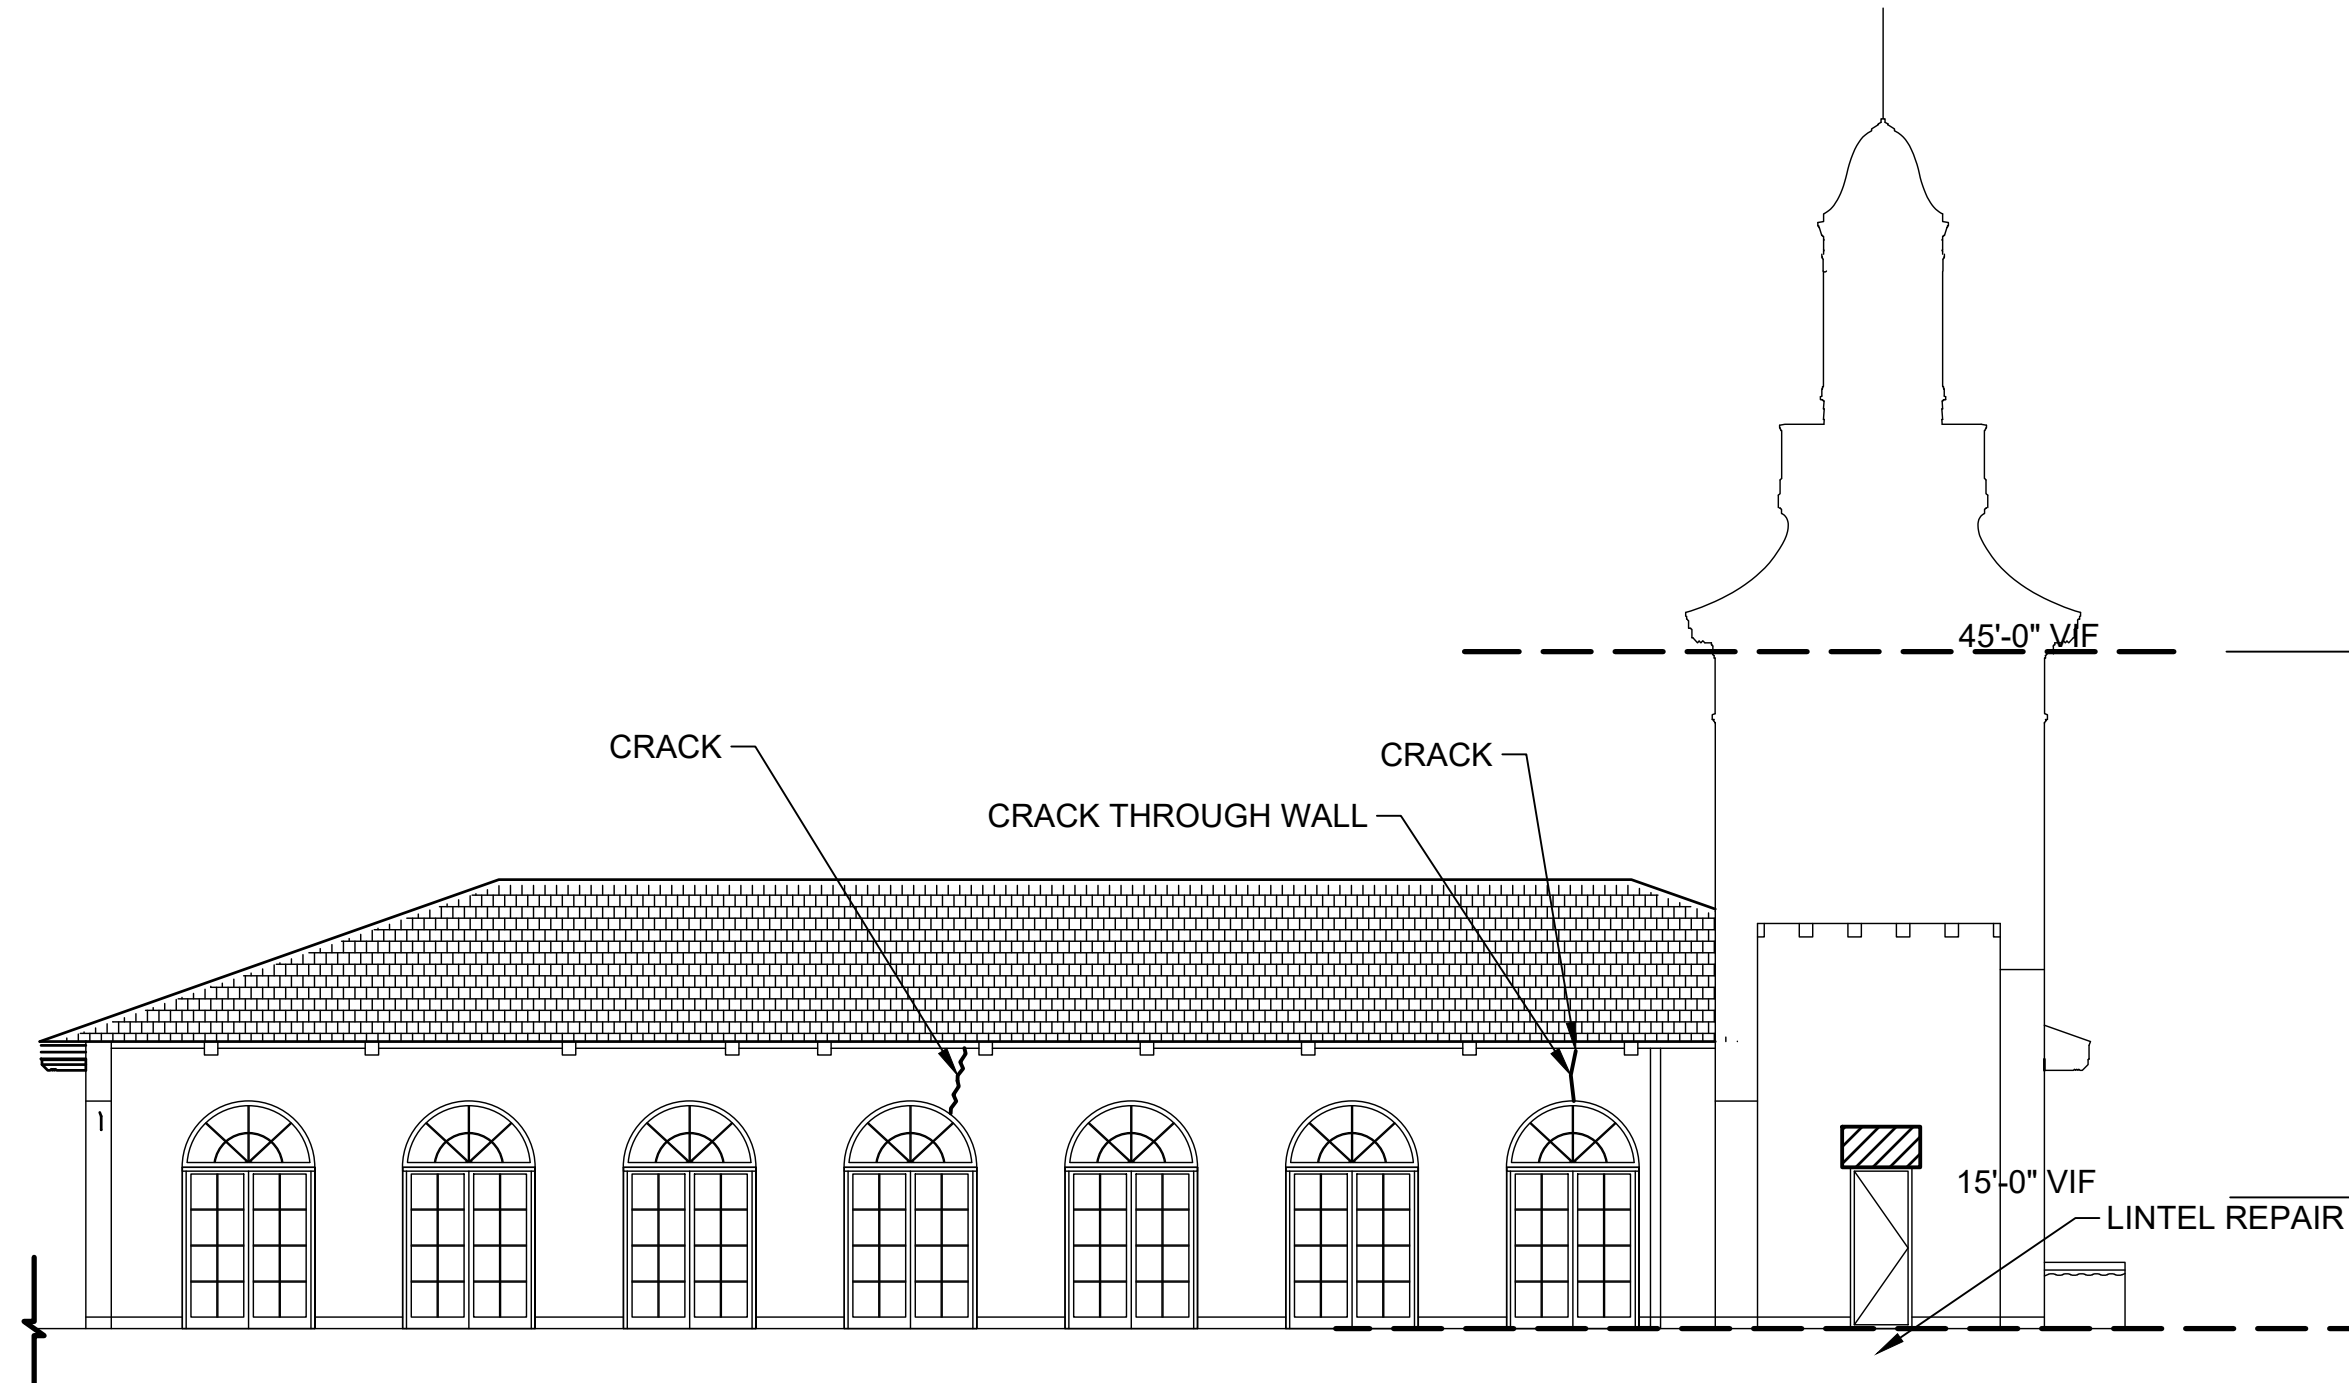 45'-0" VIF
CRACK
CRACK
CRACK THROUGH WALL
15'-0" VIF
LINTEL REPAIR